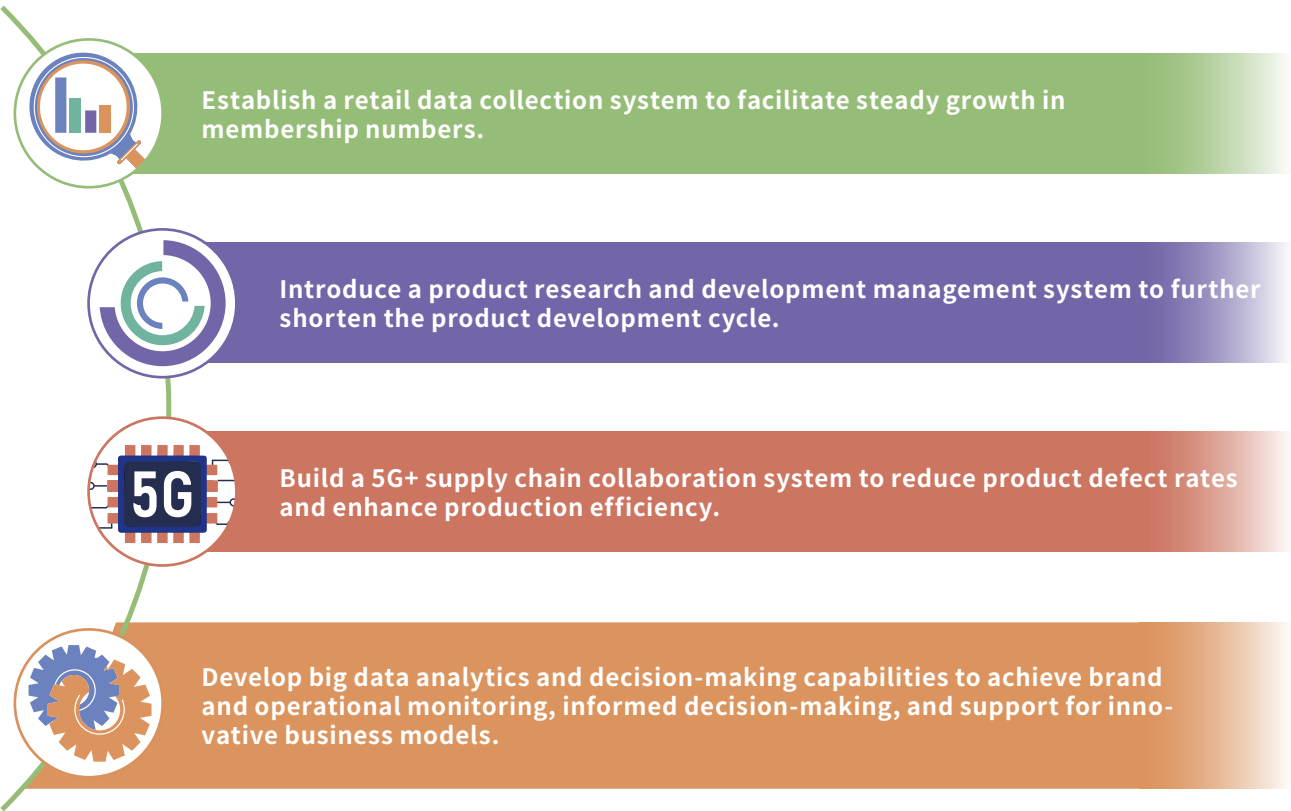 Establish a retail data collection system to facilitate steady growth in
membership numbers.
Introduce a product research and development management system to further
shorten the product development cycle.
5G
Build a 5G+ supply chain collaboration system to reduce product defect rates
and enhance production efficiency.
Develop big data analytics and decision-making capabilities to achieve brand
and operational monitoring, informed decision-making, and support for inno-
vative business models.